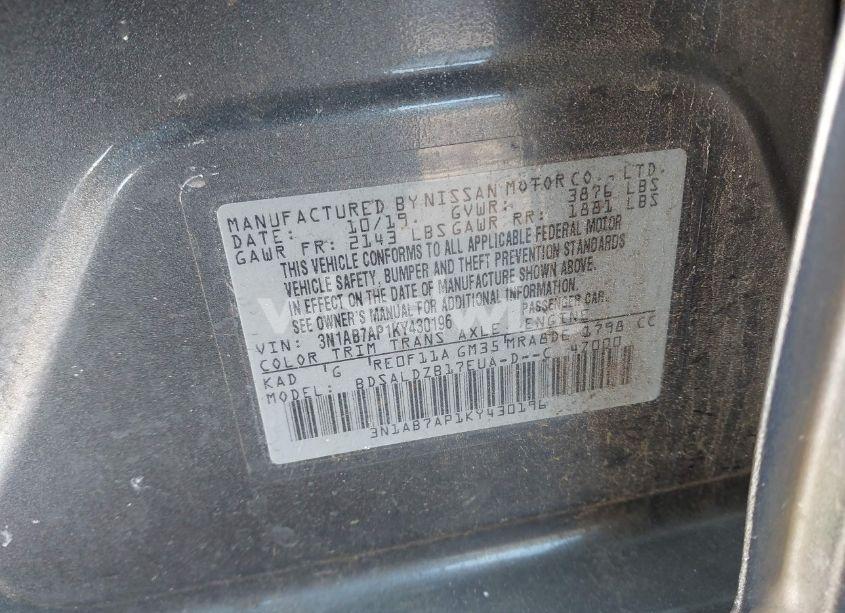 MANUFACTURED BY NISSAN MOTOR CO., LTD.
DATE: 10/19 GVWR: 3876 LBS
GAWR FR: 2143 LBS GAWR RR: 1881 LBS
THIS VEHICLE CONFORMS TO ALL APPLICABLE FEDERAL MOTOR
VEHICLE SAFETY, BUMPER AND THEFT PREVENTION STANDARDS
IN EFFECT ON THE DATE OF MANUFACTURE SHOWN ABOVE.
SEE OWNER'S MANUAL FOR ADDITIONAL INFORMATION.
VIN: 3N1AB7AP1KY430196 PASSENGER CAR.
COLOR TRIM TRANS AXLE ENGINE
KAD G RE0F11A GM35 MRA8DE 1798 CC
MODEL: BDSALDZB17EUA-D--C 47000
3N1AB7AP1KY430196